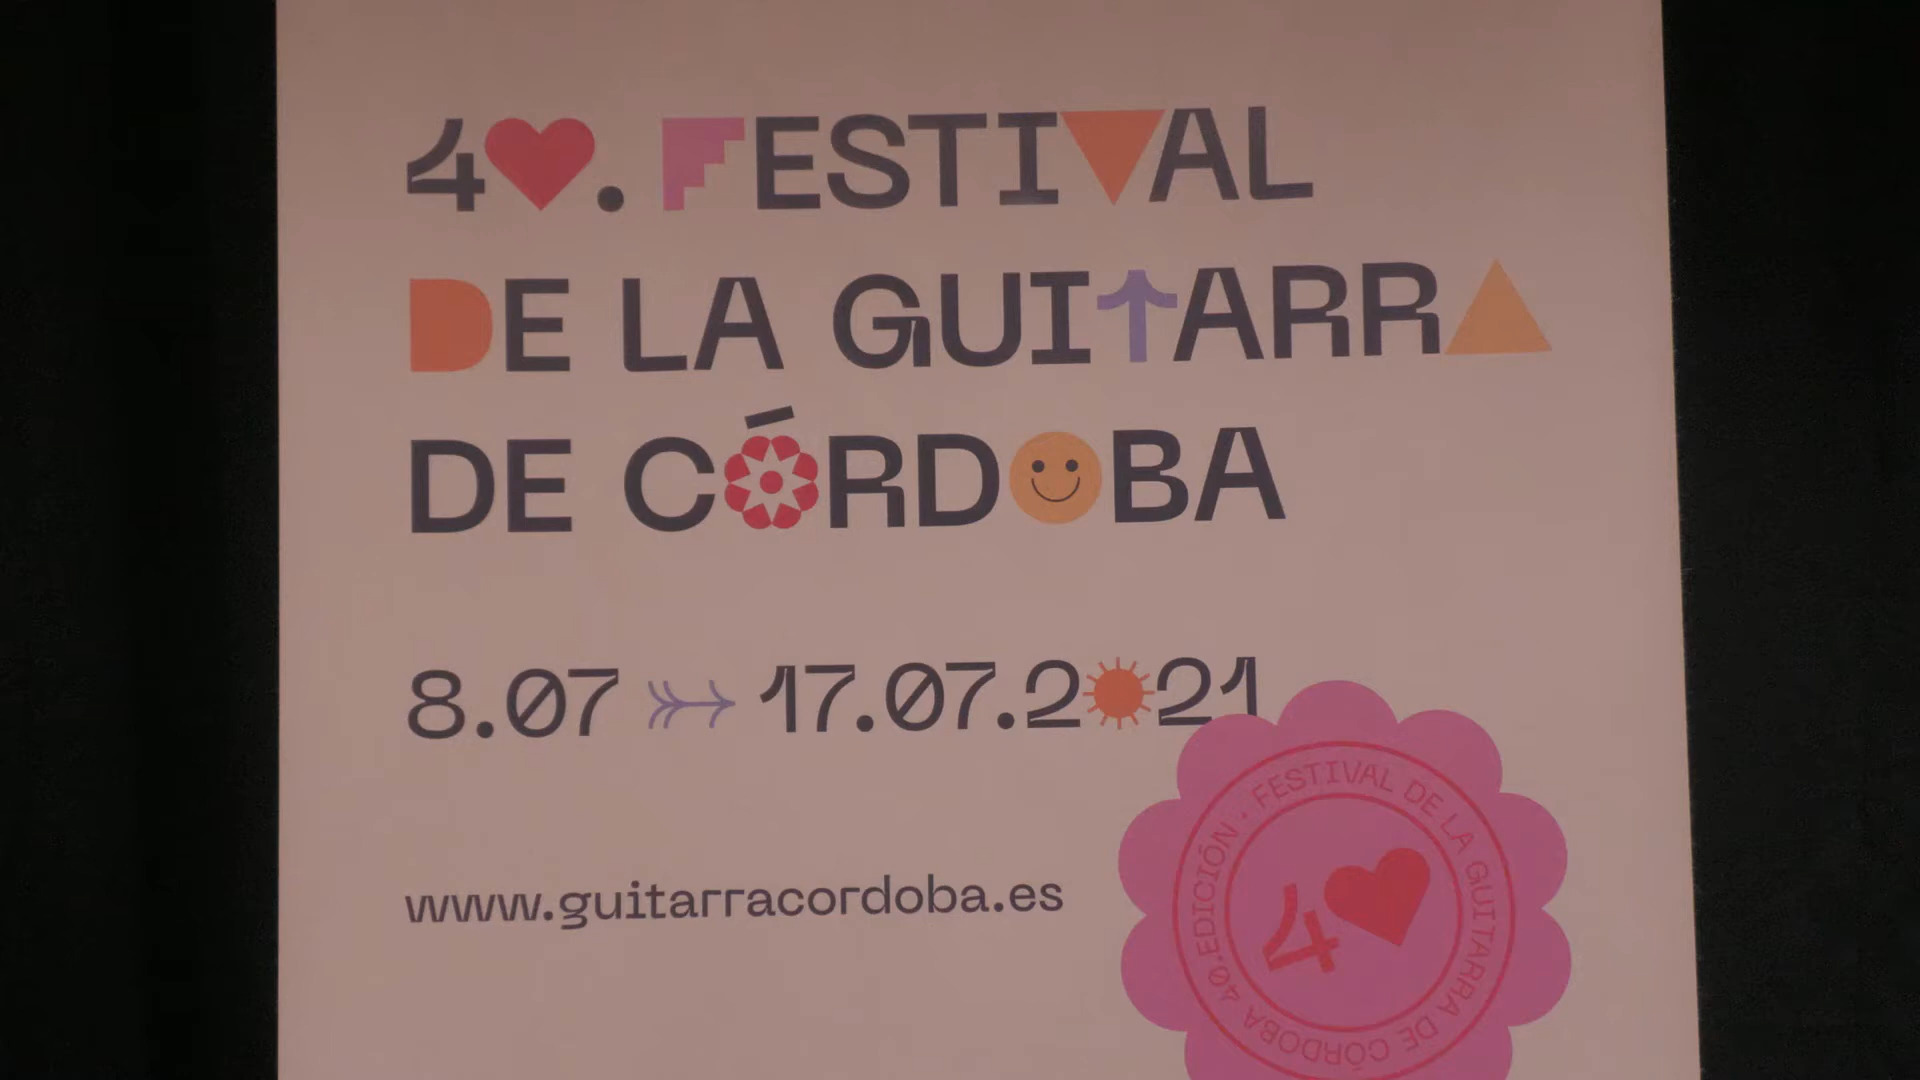 40. FESTIVAL
DE LA GUITARRA
DE CÓRDOBA
8.07 17.07.2021
www.guitarracordoba.es
40.EDICIÓN · FESTIVAL DE LA GUITARRA DE CÓRDOBA
40